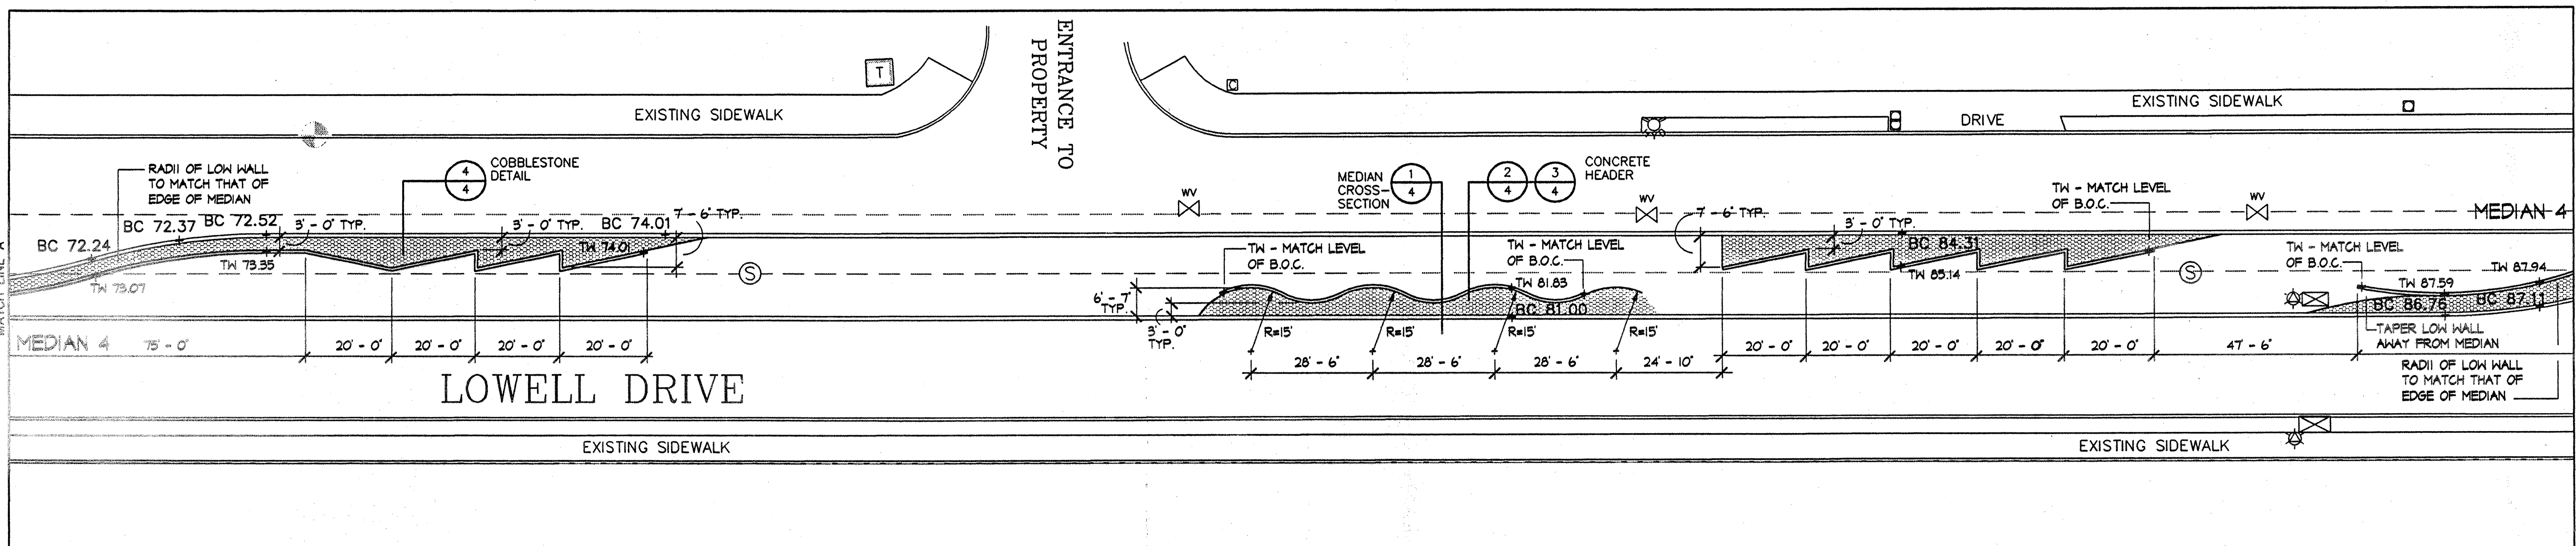 ENTRANCE TO
PROPERTY
T
C
EXISTING SIDEWALK
EXISTING SIDEWALK
DRIVE
RADII OF LOW WALL
TO MATCH THAT OF
EDGE OF MEDIAN
4
4
COBBLESTONE
DETAIL
MEDIAN
CROSS-
SECTION
1
4
2
4
3
4
CONCRETE
HEADER
WV
WV
WV
TW - MATCH LEVEL
OF B.O.C.
MEDIAN 4
BC 72.24
BC 72.37
BC 72.52
3' - 0" TYP.
3' - 0" TYP.
BC 74.01
7' - 6" TYP.
7' - 6" TYP.
3' - 0" TYP.
BC 84.31
MATCH LINE A
TW 73.07
TW 73.35
TW 74.01
S
TW - MATCH LEVEL
OF B.O.C.
TW - MATCH LEVEL
OF B.O.C.
TW 81.83
BC 81.00
TW 85.14
S
TW - MATCH LEVEL
OF B.O.C.
TW 87.59
TW 87.94
BC 86.76
BC 87.11
6' - 7"
TYP.
3' - 0"
TYP.
R=15'
R=15'
R=15'
R=15'
TAPER LOW WALL
AWAY FROM MEDIAN
MEDIAN 4
75' - 0"
20' - 0"
20' - 0"
20' - 0"
20' - 0"
28' - 6"
28' - 6"
28' - 6"
24' - 10"
20' - 0"
20' - 0"
20' - 0"
20' - 0"
20' - 0"
47' - 6"
RADII OF LOW WALL
TO MATCH THAT OF
EDGE OF MEDIAN
LOWELL DRIVE
EXISTING SIDEWALK
EXISTING SIDEWALK